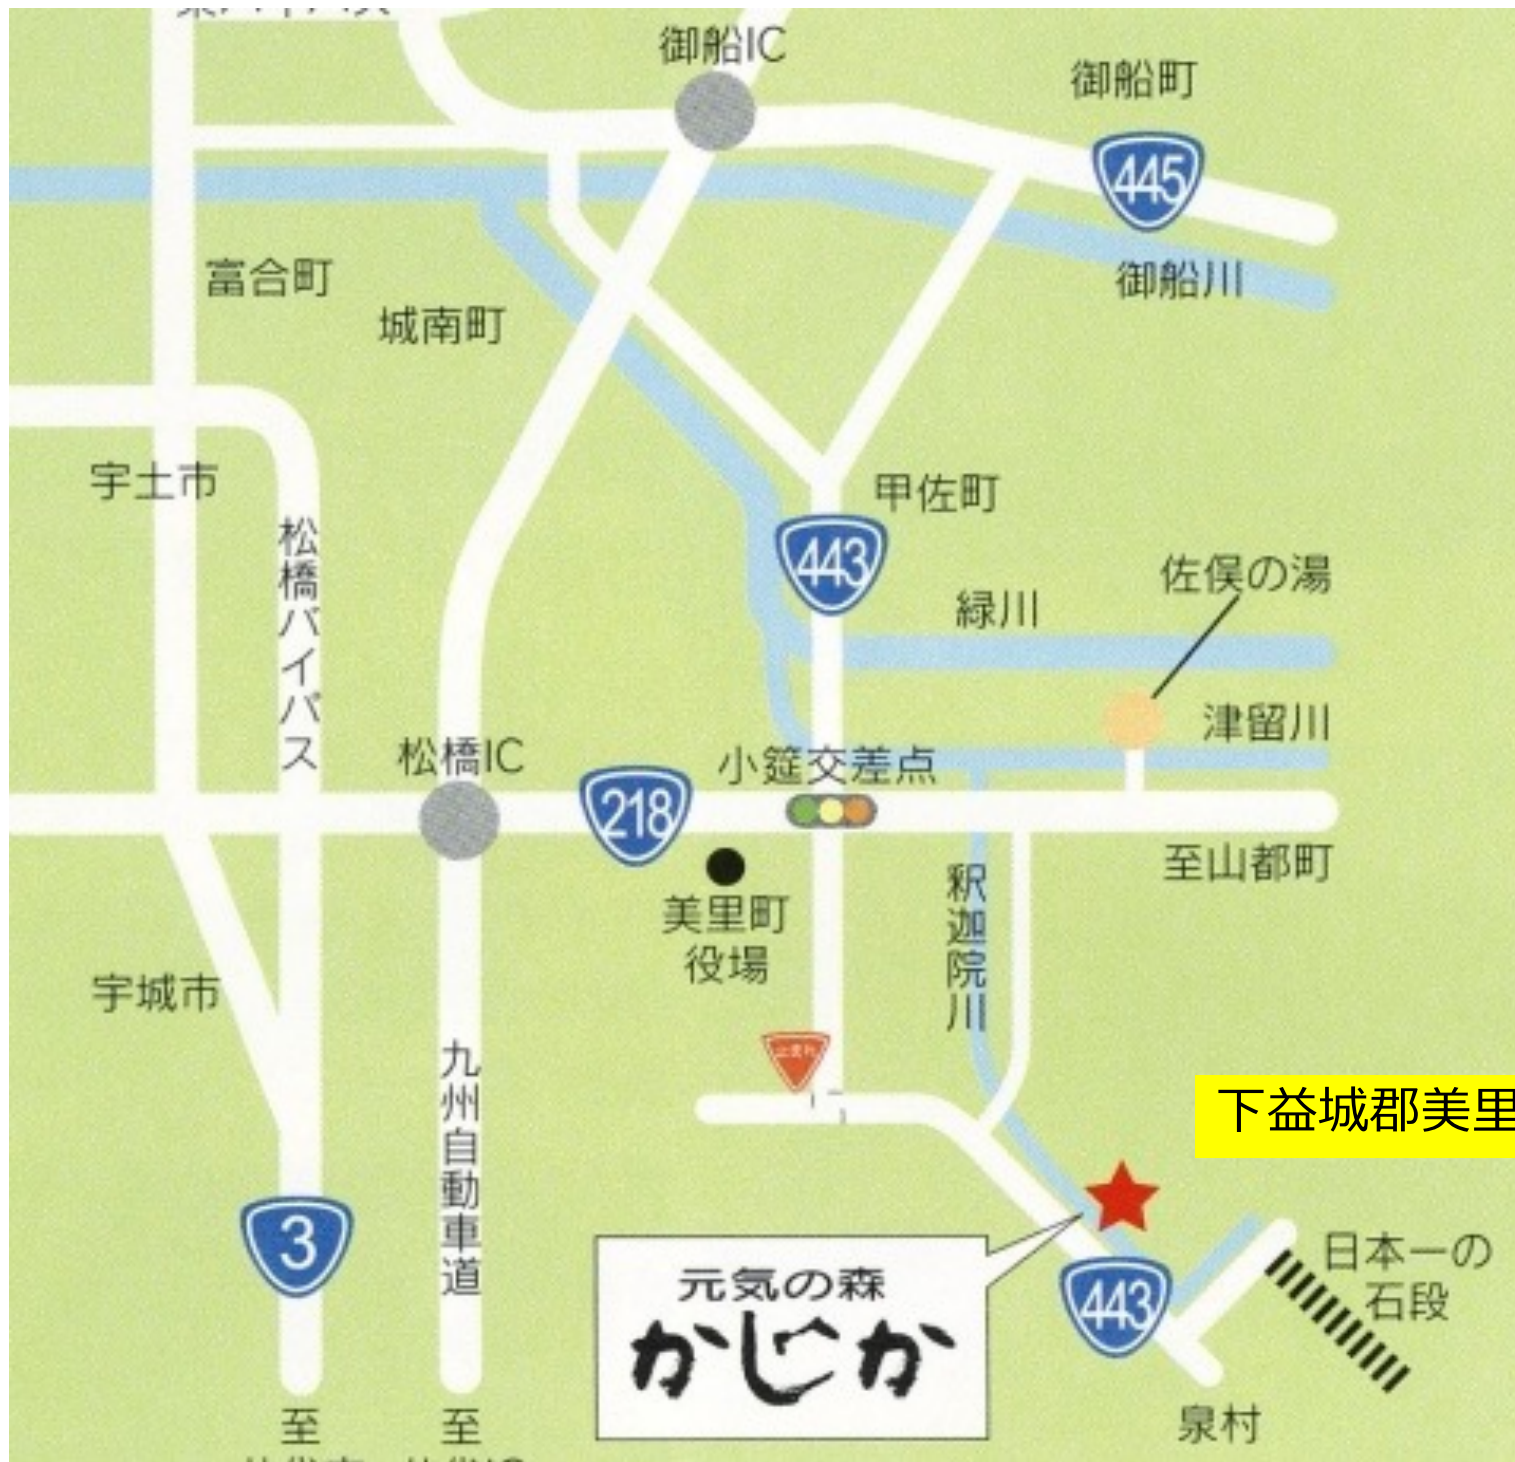 御船IC
御船町
445
富合町
城南町
御船川
宇土市
松橋バイパス
甲佐町
443
佐俣の湯
緑川
津留川
松橋IC
218
小筵交差点
至山都町
美里町
役場
釈迦院川
宇城市
止まれ
九州自動車道
下益城郡美里
3
元気の森
かじか
443
日本一の
石段
泉村
至
至